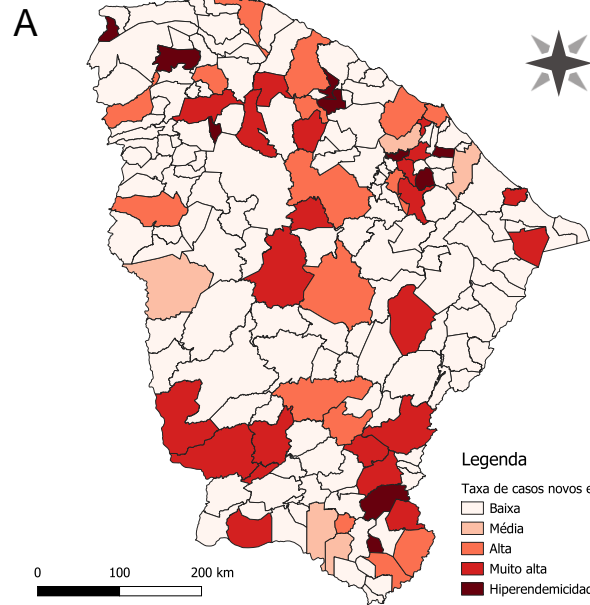 A
Legenda
Taxa de casos novos e
Baixa
Média
Alta
Muito alta
Hiperendemicidad
0 100 200 km